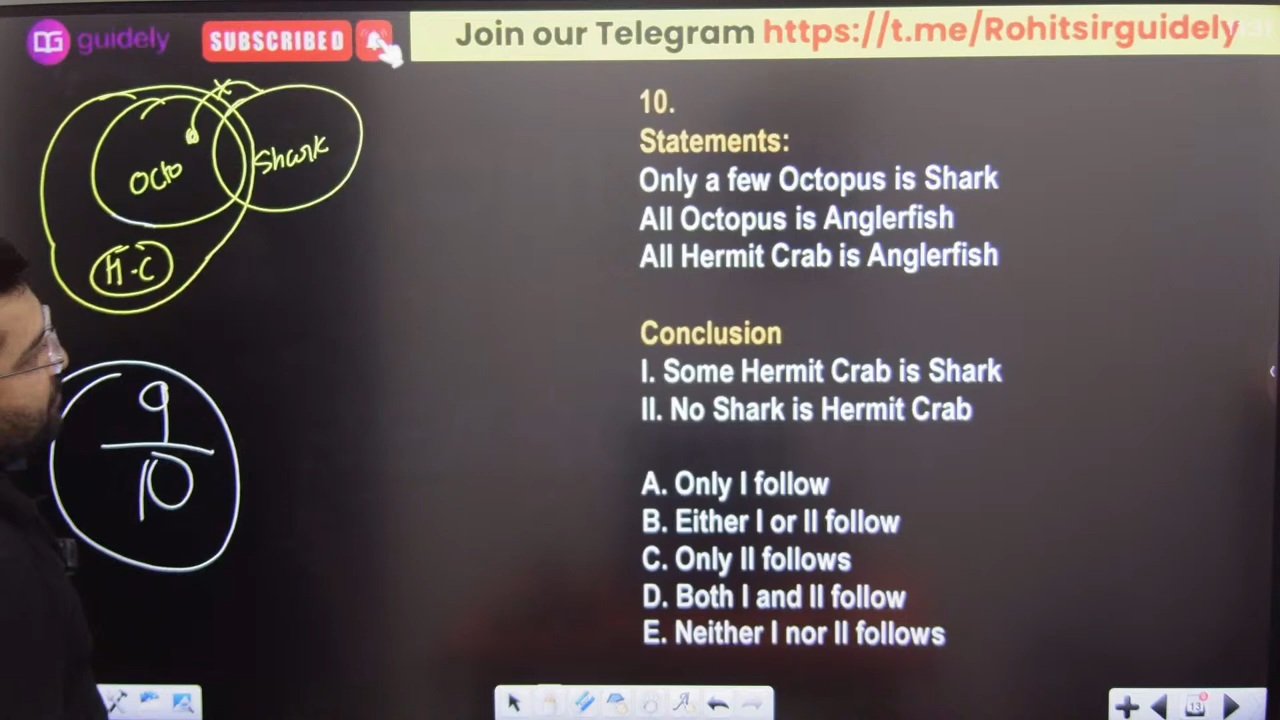 guidely
SUBSCRIBED
Join our Telegram https://t.me/Rohitsirguidely
Octo
Shark
H-C
9
10
10.
Statements:
Only a few Octopus is Shark
All Octopus is Anglerfish
All Hermit Crab is Anglerfish
Conclusion
I. Some Hermit Crab is Shark
II. No Shark is Hermit Crab
A. Only I follow
B. Either I or II follow
C. Only II follows
D. Both I and II follow
E. Neither I nor II follows
13